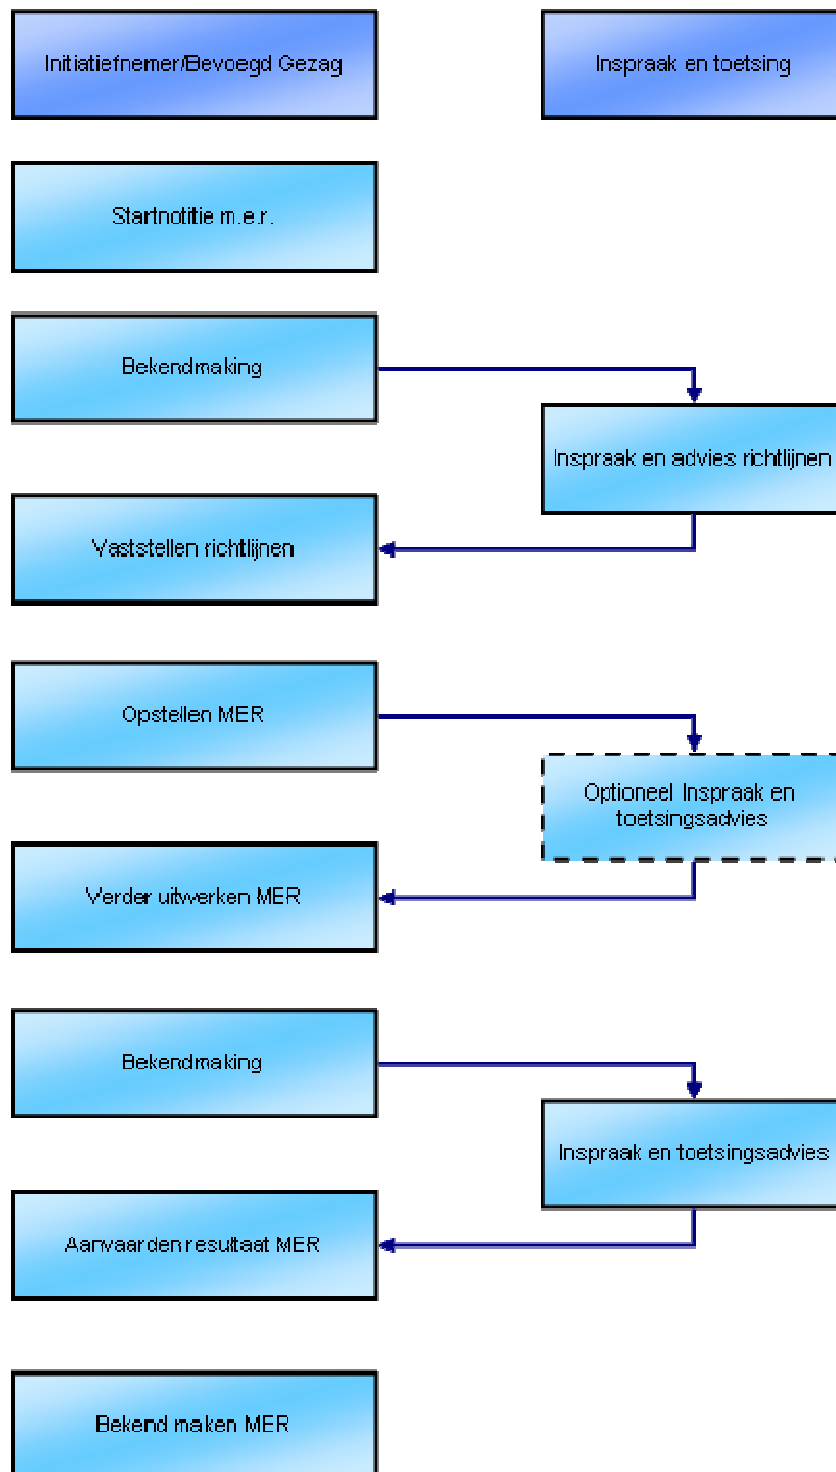 Initiatiefnemer/Bevoegd Gezag
Inspraak en toetsing
Startnotitie m.e.r.
Bekendmaking
Inspraak en advies richtlijnen
Vaststellen richtlijnen
Opstellen MER
Optioneel Inspraak en
toetsingsadvies
Verder uitwerken MER
Bekendmaking
Inspraak en toetsingsadvies
Aanvaarden resultaat MER
Bekend maken MER